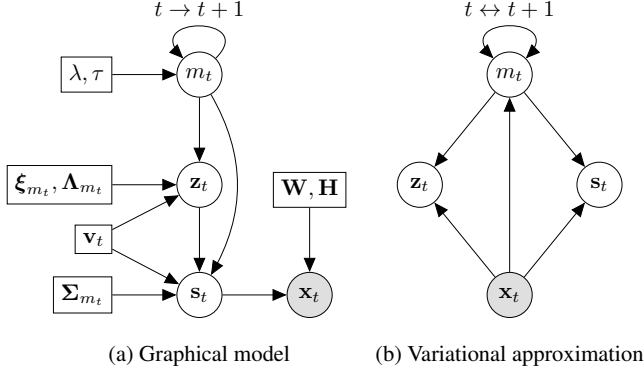 t → t + 1
t ↔ t + 1
λ, τ
m_t
m_t
ξ_{m_t}, Λ_{m_t}
z_t
W, H
z_t
s_t
v_t
Σ_{m_t}
s_t
x_t
x_t
(a) Graphical model
(b) Variational approximation